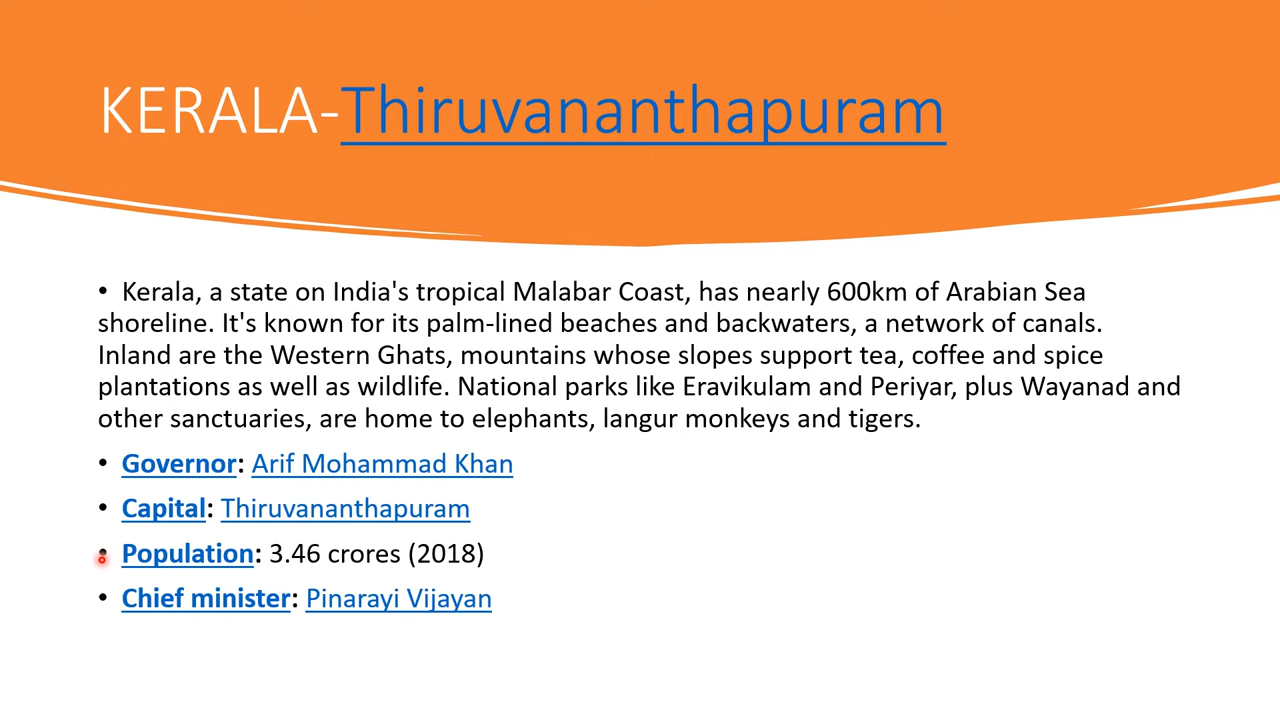 KERALA-Thiruvananthapuram
• Kerala, a state on India's tropical Malabar Coast, has nearly 600km of Arabian Sea
shoreline. It's known for its palm-lined beaches and backwaters, a network of canals.
Inland are the Western Ghats, mountains whose slopes support tea, coffee and spice
plantations as well as wildlife. National parks like Eravikulam and Periyar, plus Wayanad and
other sanctuaries, are home to elephants, langur monkeys and tigers.
• Governor: Arif Mohammad Khan
• Capital: Thiruvananthapuram
• Population: 3.46 crores (2018)
• Chief minister: Pinarayi Vijayan